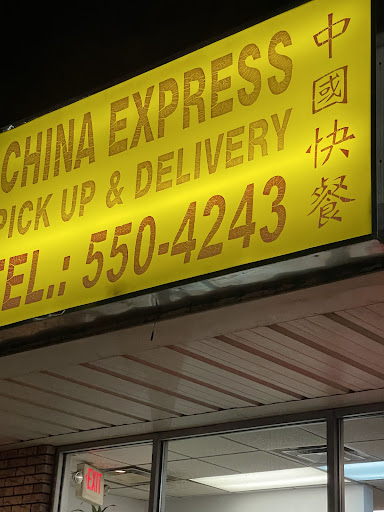 CHINA EXPRESS
PICK UP & DELIVERY
TEL.: 550-4243
中國快餐
EXIT